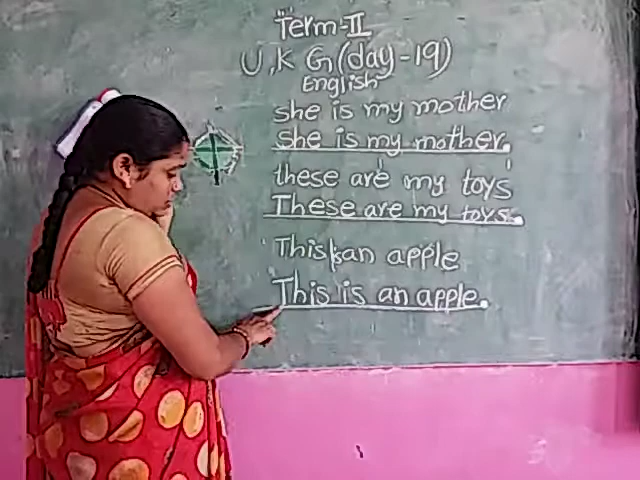 Term-II
U.K G (day-19)
English
she is my mother
She is my mother.
these are my toys
These are my toys.
This is an apple
This is an apple.